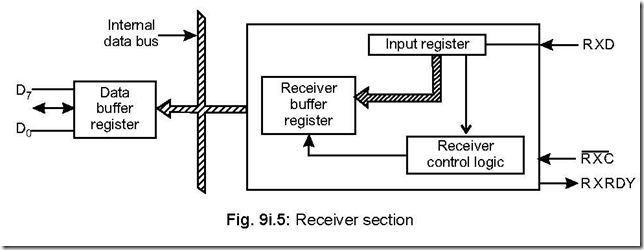 Internal
data bus
Input register
RXD
D7
D0
Data
buffer
register
Receiver
buffer
register
Receiver
control logic
RXC
RXRDY
Fig. 9i.5: Receiver section